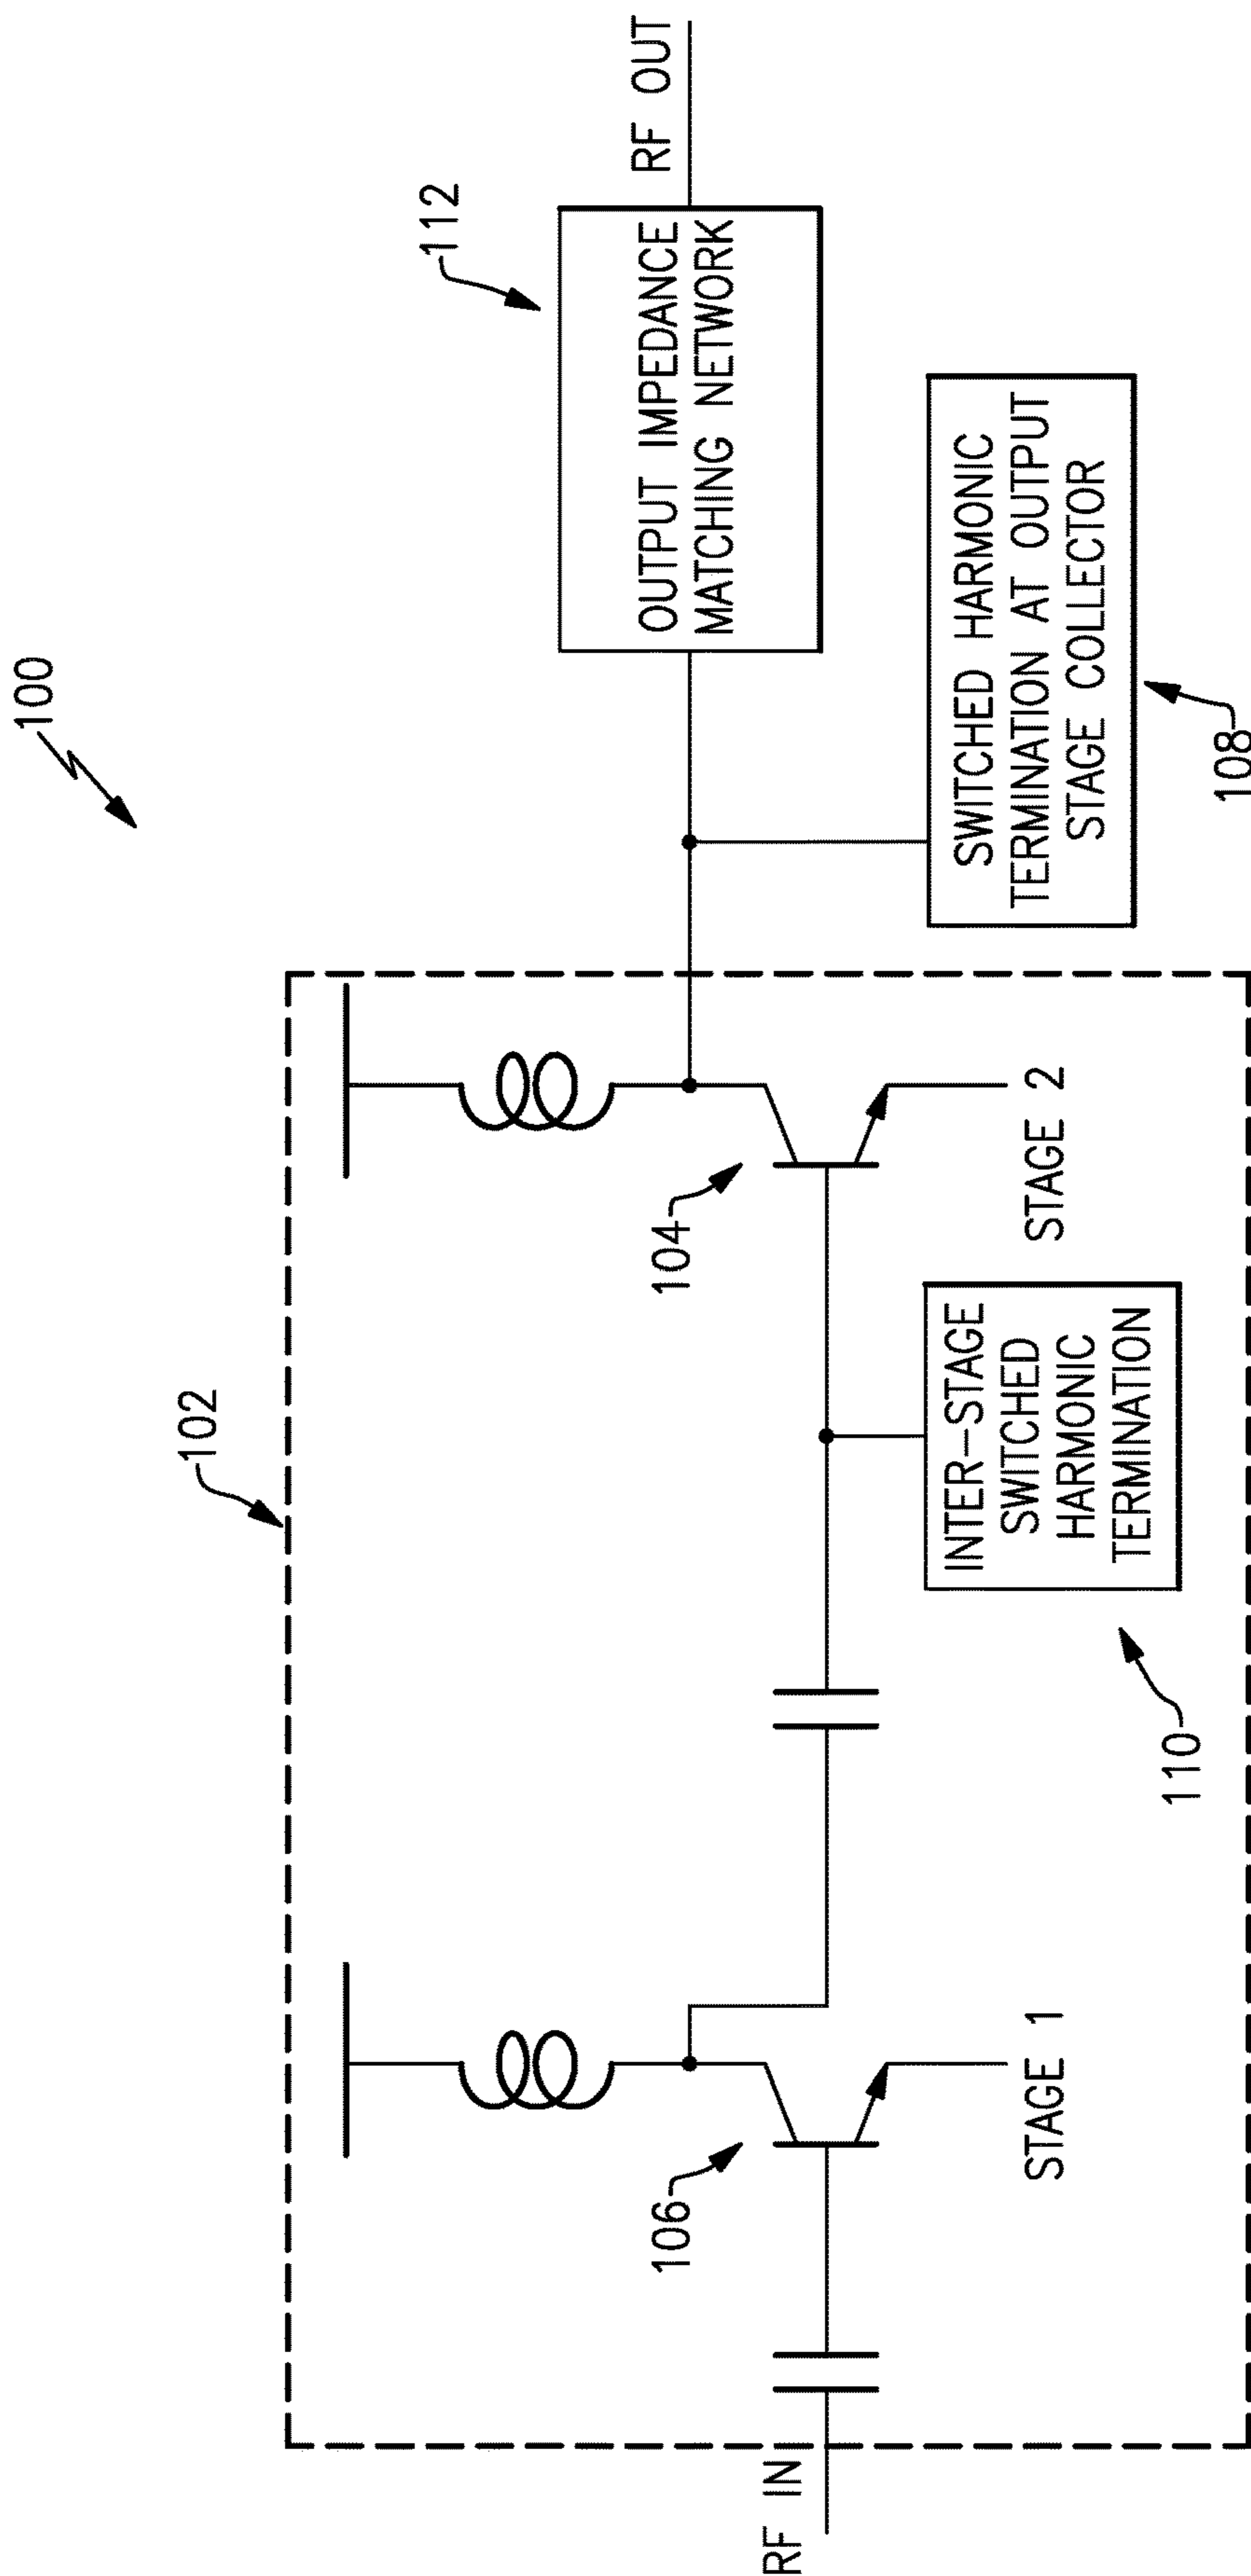 100
102
112
RF OUT
OUTPUT IMPEDANCE
MATCHING NETWORK
106
104
SWITCHED HARMONIC
TERMINATION AT OUTPUT
STAGE COLLECTOR
108
RF IN
STAGE 1
INTER-STAGE
SWITCHED
HARMONIC
TERMINATION
110
STAGE 2